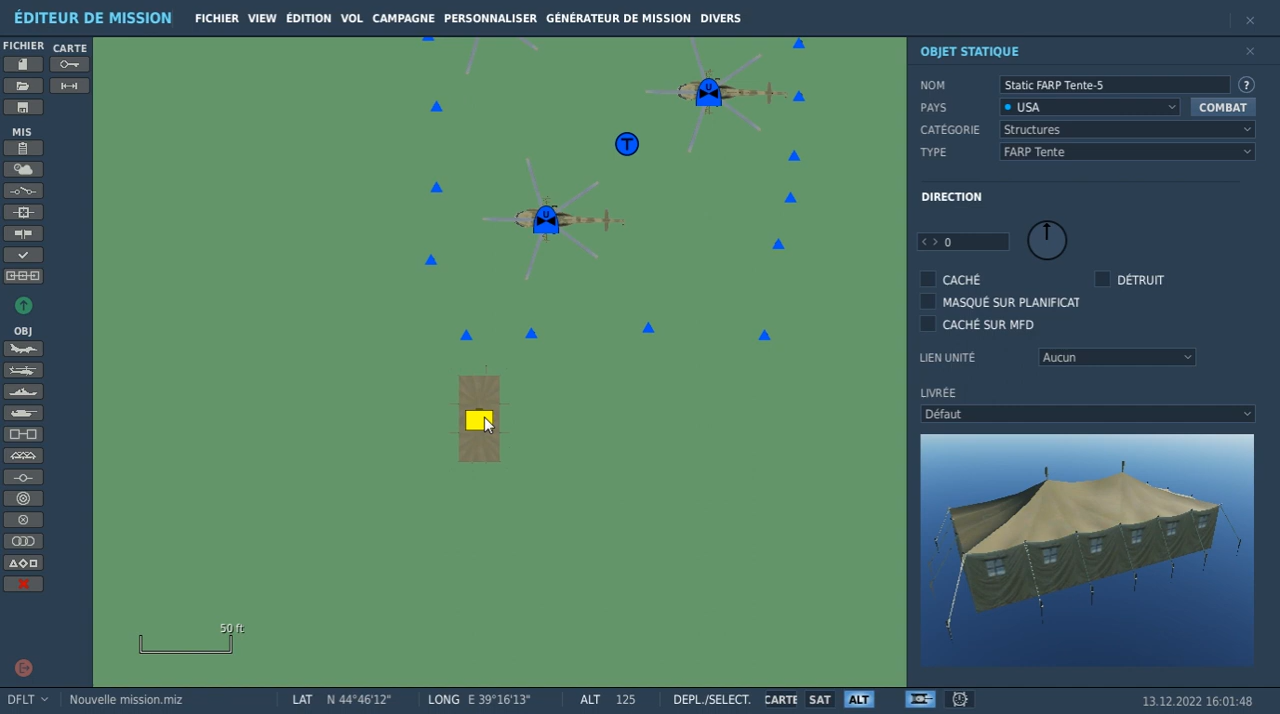 ÉDITEUR DE MISSION FICHIER VIEW ÉDITION VOL CAMPAGNE PERSONNALISER GÉNÉRATEUR DE MISSION DIVERS
FICHIER CARTE
MIS
OBJ
U
T
U
50 ft
OBJET STATIQUE
NOM Static FARP Tente-5 ?
PAYS USA COMBAT
CATÉGORIE Structures
TYPE FARP Tente
DIRECTION
0
CACHÉ DÉTRUIT
MASQUÉ SUR PLANIFICAT
CACHÉ SUR MFD
LIEN UNITÉ Aucun
LIVRÉE
Défaut
DFLT Nouvelle mission.miz LAT N 44°46'12" LONG E 39°16'13" ALT 125 DEPL./SELECT. CARTE SAT ALT 13.12.2022 16:01:48